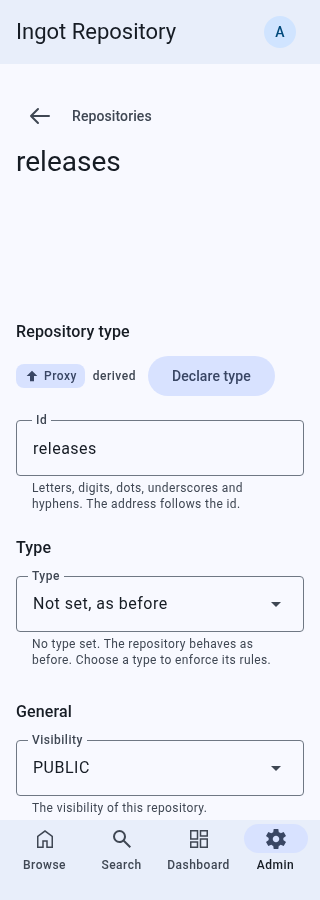 Ingot Repository
A
Repositories
releases
Repository type
Proxy derived Declare type
Id
releases
Letters, digits, dots, underscores and
hyphens. The address follows the id.
Type
Type
Not set, as before
No type set. The repository behaves as
before. Choose a type to enforce its rules.
General
Visibility
PUBLIC
The visibility of this repository.
Browse Search Dashboard Admin